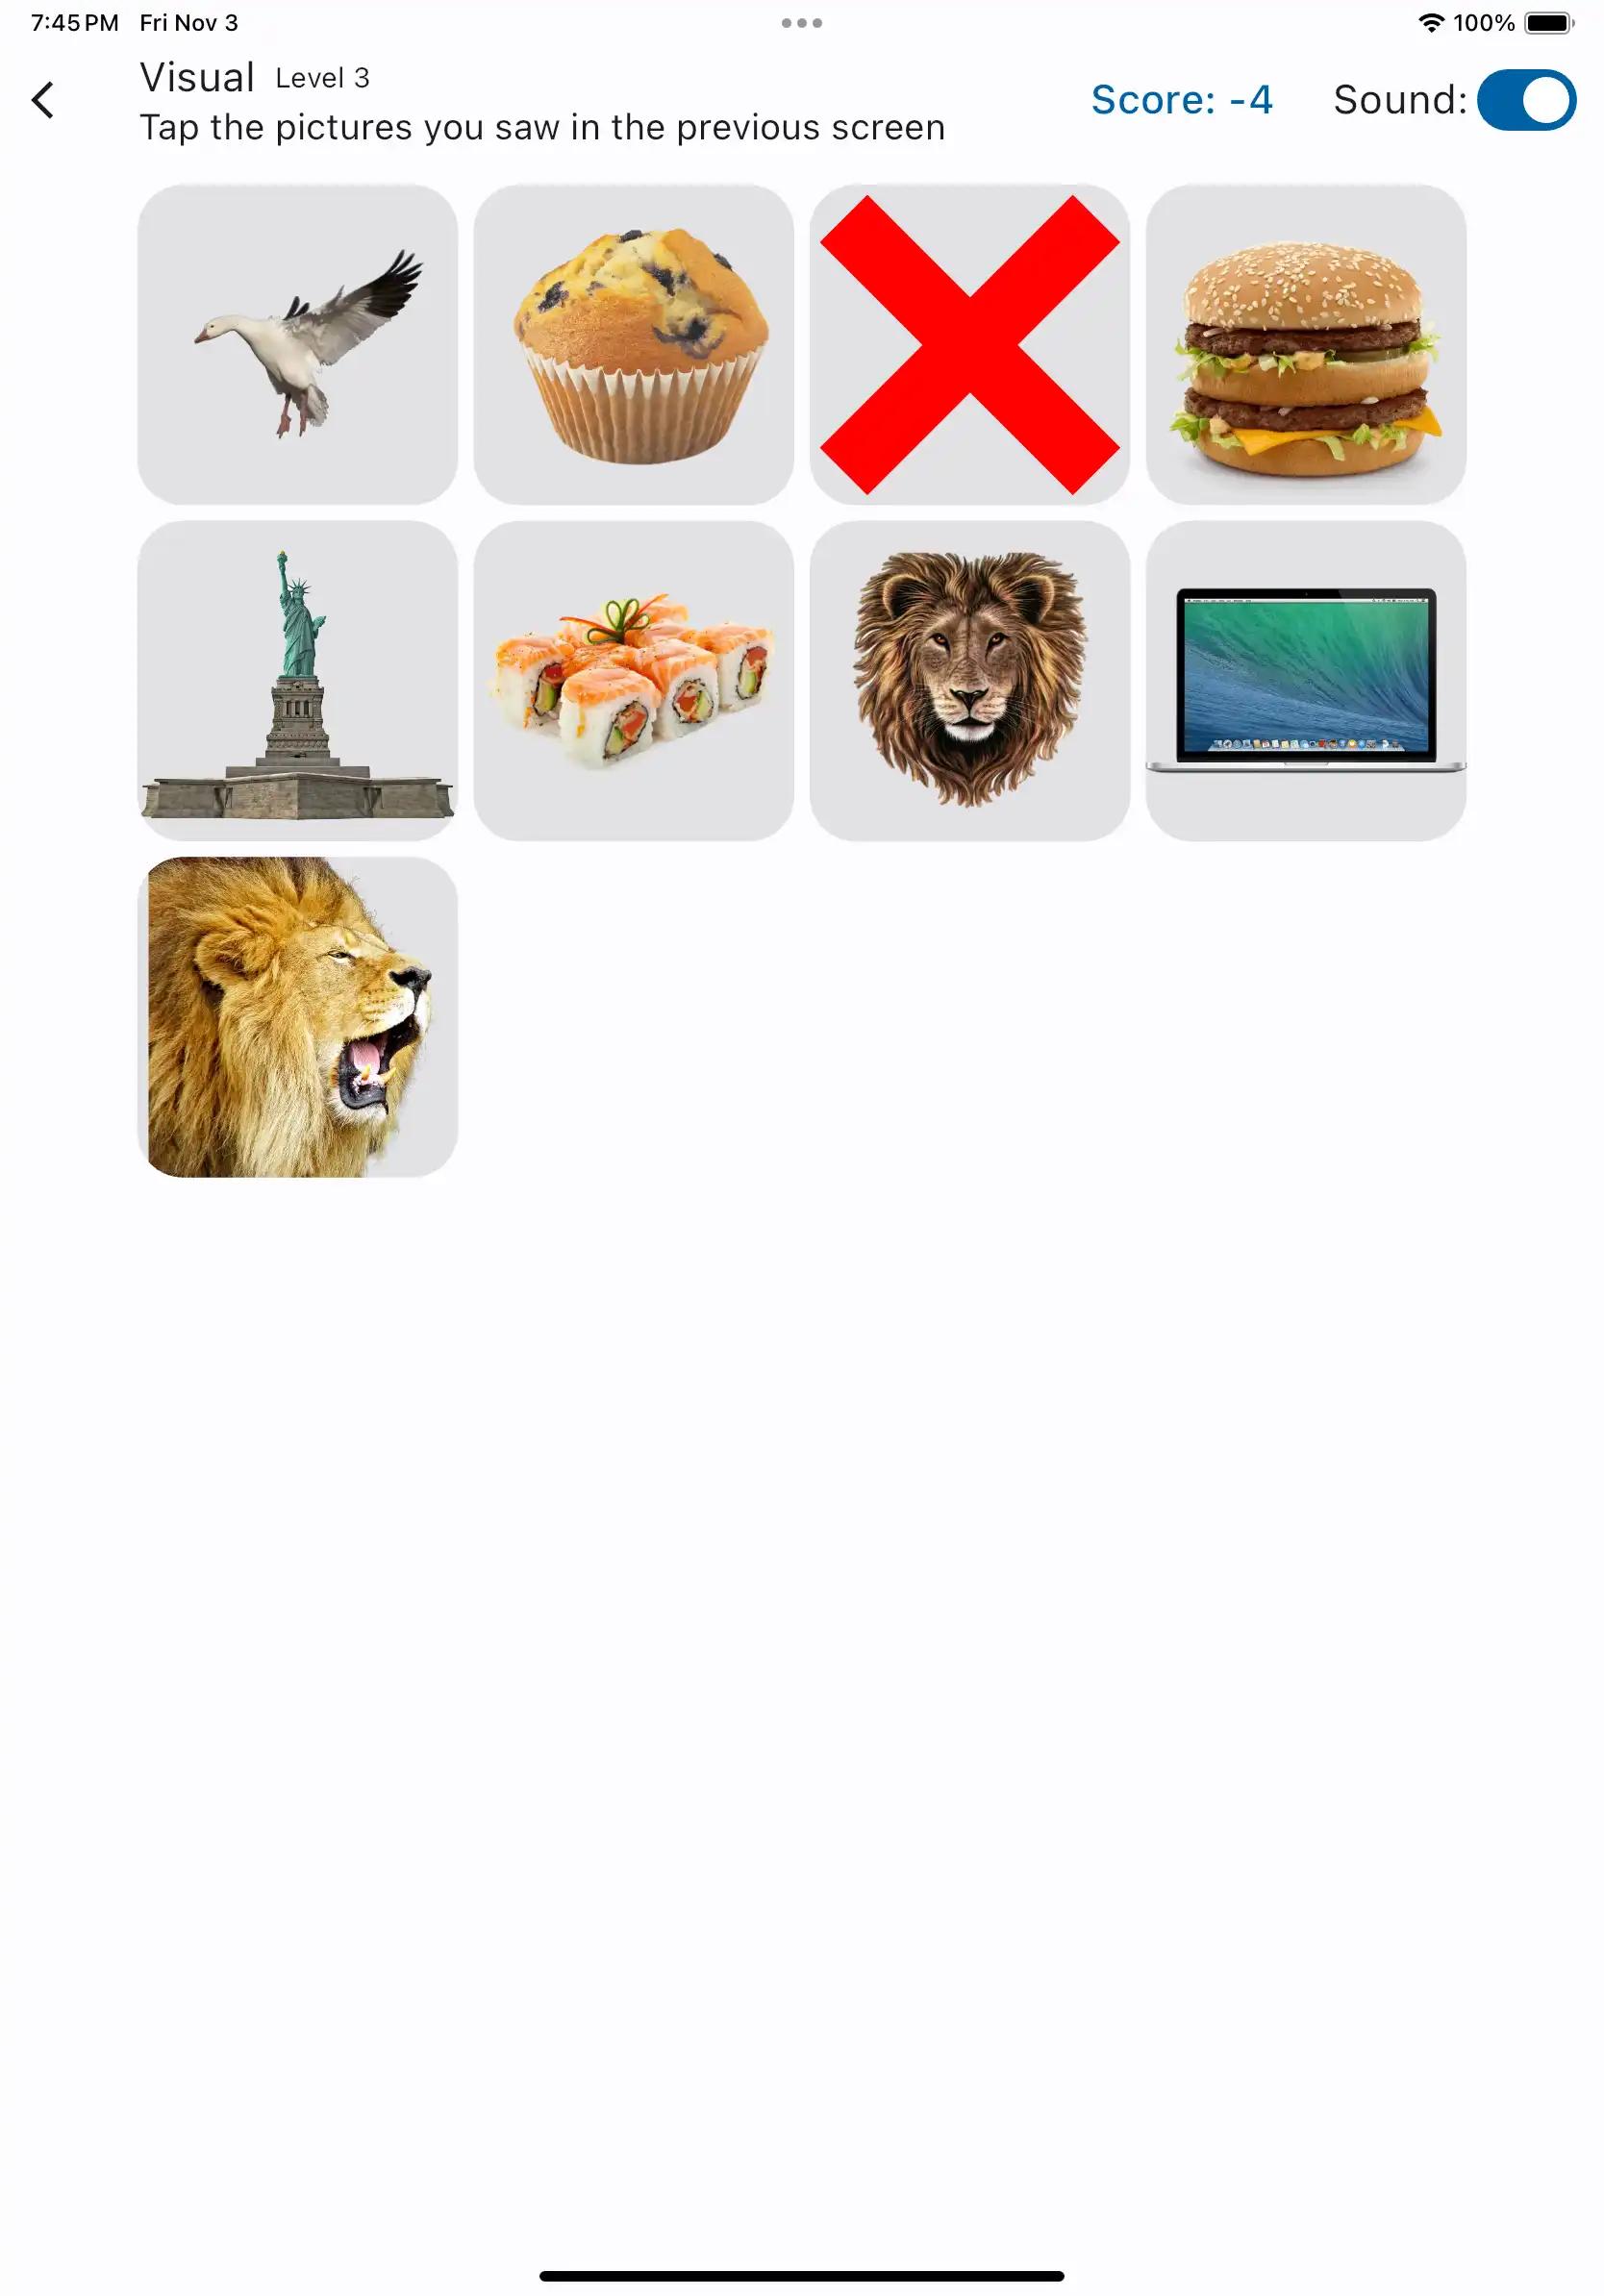 7:45 PM Fri Nov 3
100%
Visual Level 3
Tap the pictures you saw in the previous screen
Score: -4
Sound: